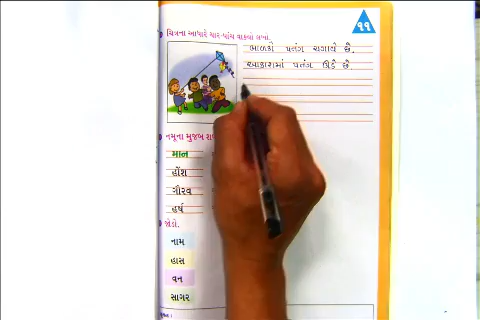 ચિત્રના આધારે ચાર-પાંચ વાક્યો લખો.
૧૧
બાળકો પતંગ ચગાવે છે.
આકાશમાં પતંગ ઊડે છે.
નમૂના મુજબ
માન
હોંશ
ગૌરવ
હર્ષ
જોડો.
નામ
હાસ
વન
સાગર